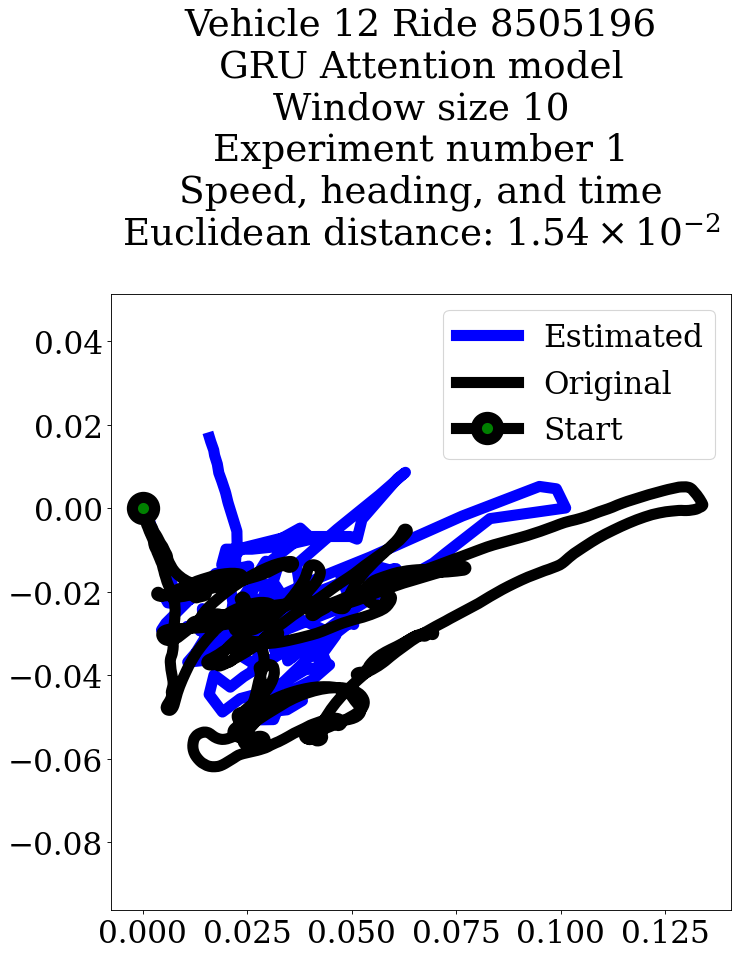 Vehicle 12 Ride 8505196
GRU Attention model
Window size 10
Experiment number 1
Speed, heading, and time
Euclidean distance: 1.54 × 10⁻²
Estimated
Original
Start
0.04
0.02
0.00
−0.02
−0.04
−0.06
−0.08
0.000 0.025 0.050 0.075 0.100 0.125